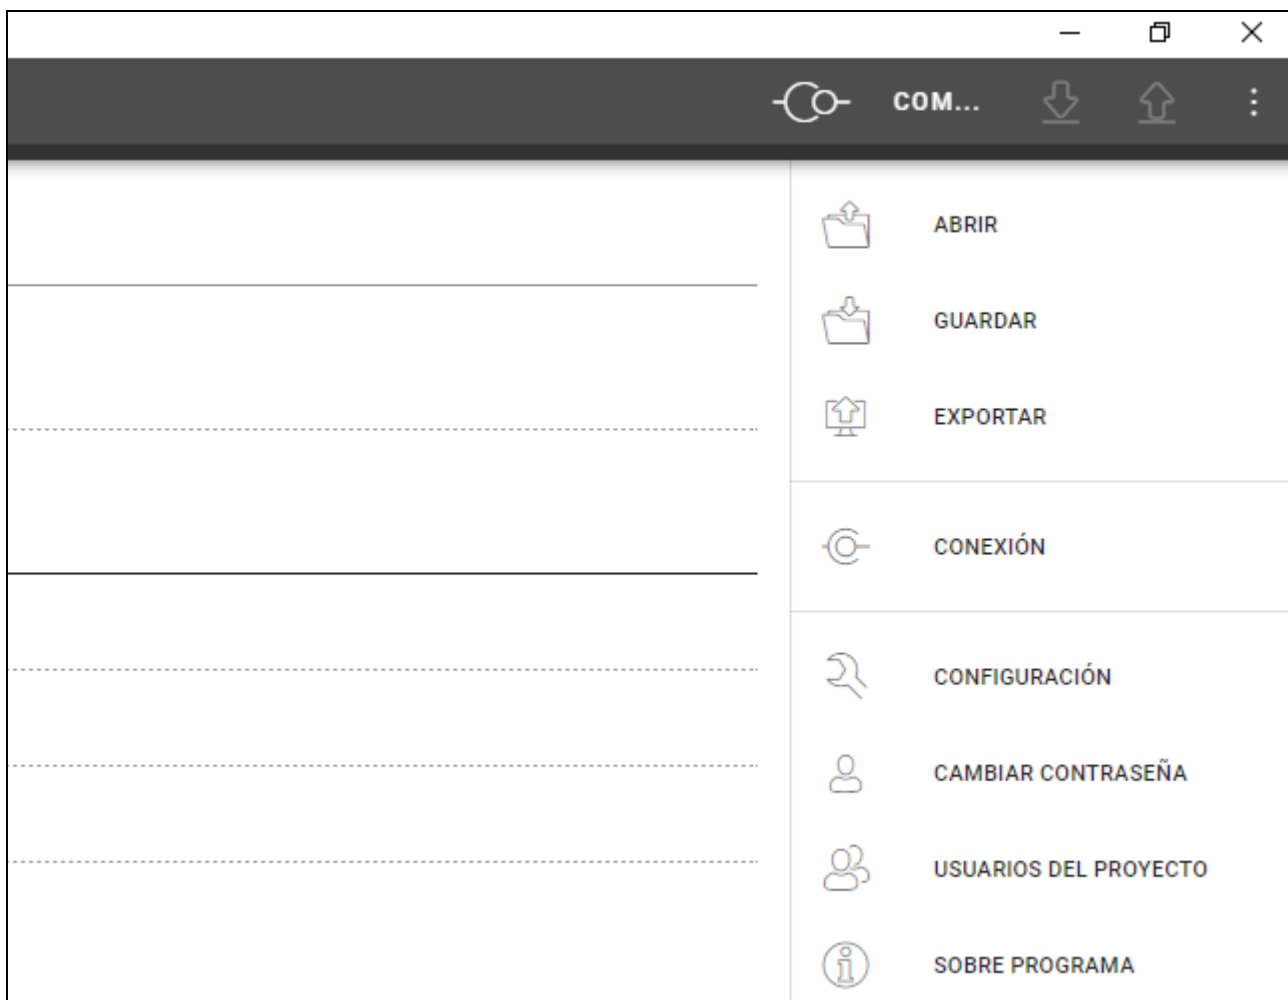 COM...
ABRIR
GUARDAR
EXPORTAR
CONEXIÓN
CONFIGURACIÓN
CAMBIAR CONTRASEÑA
USUARIOS DEL PROYECTO
SOBRE PROGRAMA